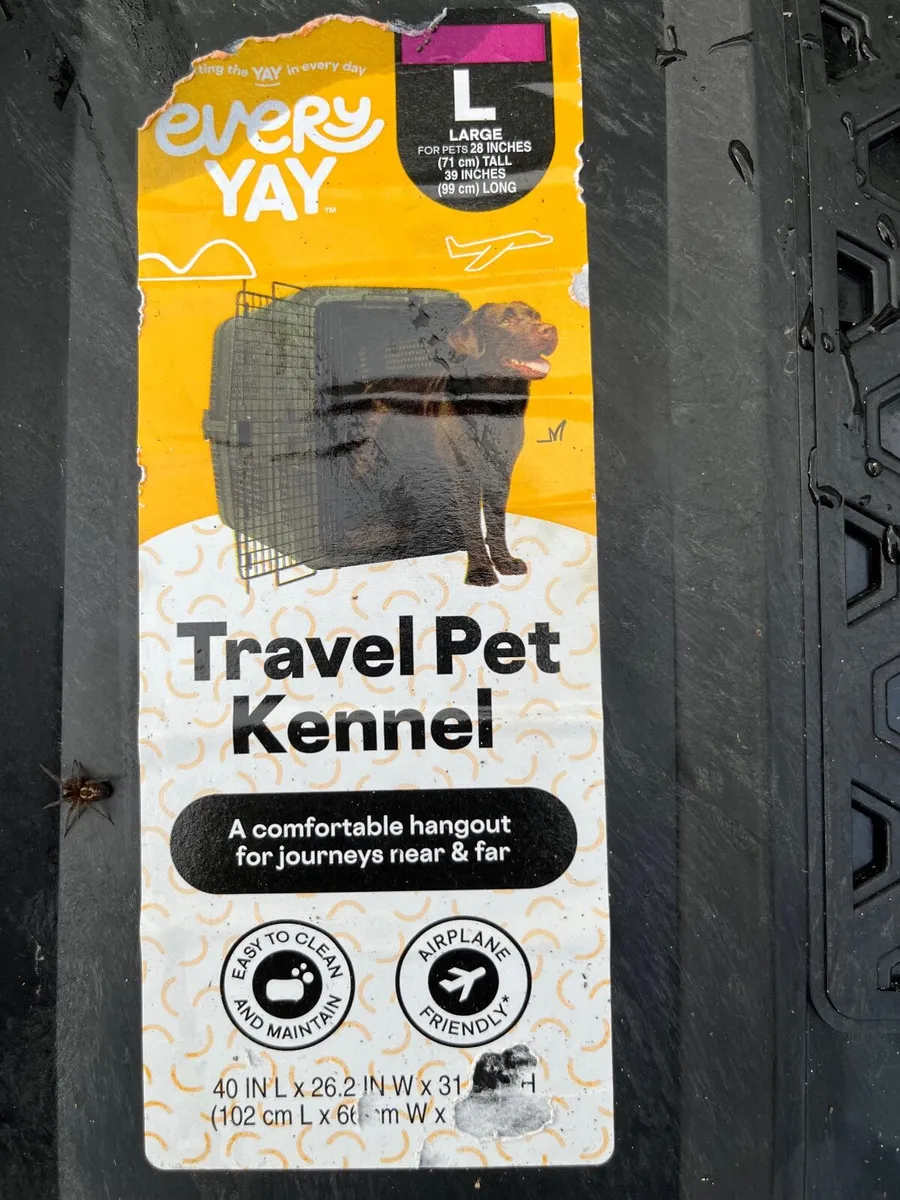 the YAY in every day
every
YAY
™
L
LARGE
FOR PETS 28 INCHES
(71 cm) TALL
39 INCHES
(99 cm) LONG
Travel Pet
Kennel
A comfortable hangout
for journeys near & far
EASY TO CLEAN
AND MAINTAIN
AIRPLANE
FRIENDLY*
40 IN L x 26.2 IN W x 31 H
(102 cm L x 66 cm W x